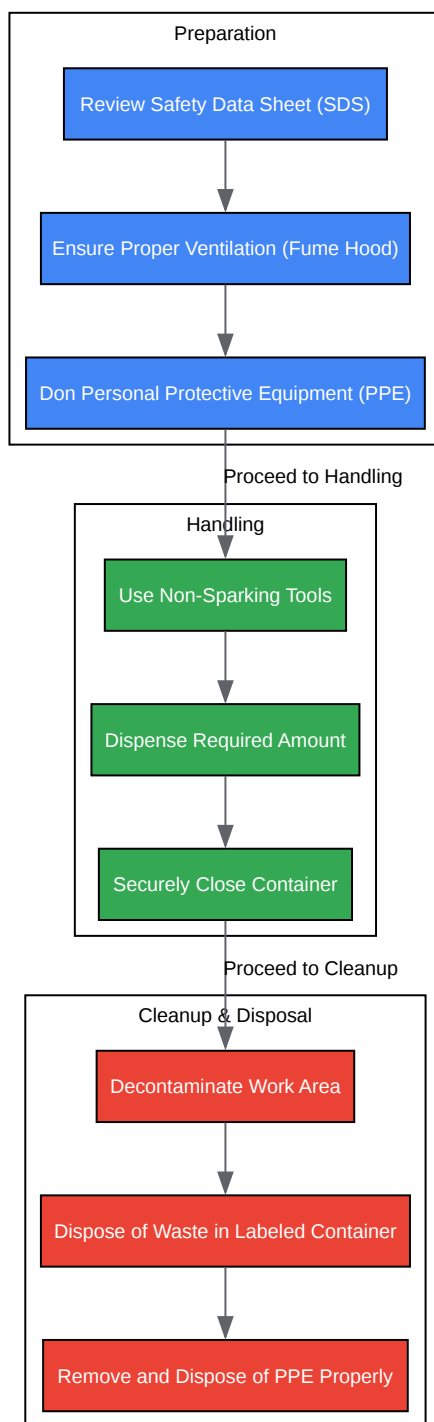 Preparation
Review Safety Data Sheet (SDS)
Ensure Proper Ventilation (Fume Hood)
Don Personal Protective Equipment (PPE)
Proceed to Handling
Handling
Use Non-Sparking Tools
Dispense Required Amount
Securely Close Container
Proceed to Cleanup
Cleanup & Disposal
Decontaminate Work Area
Dispose of Waste in Labeled Container
Remove and Dispose of PPE Properly